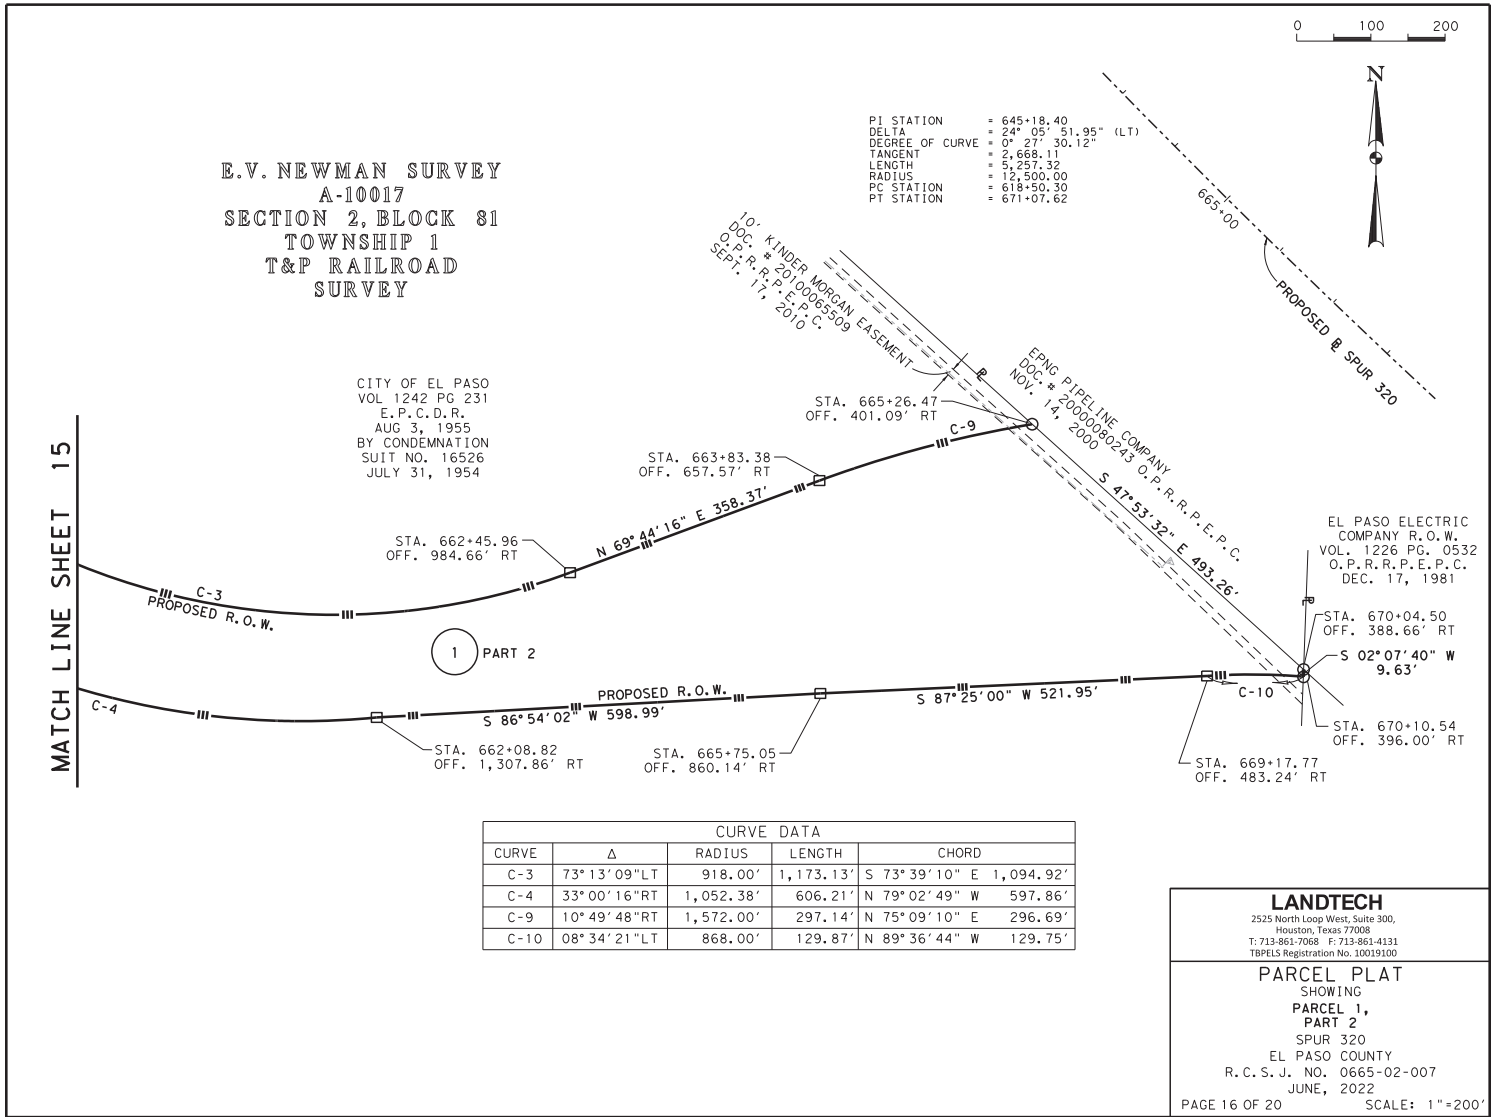 0 100 200
N
PI STATION = 645+18.40
DELTA = 24° 05' 51.95" (LT)
DEGREE OF CURVE = 0° 27' 30.12"
TANGENT = 2,668.11
LENGTH = 5,257.32
RADIUS = 12,500.00
PC STATION = 618+50.30
PT STATION = 671+07.62
E.V. NEWMAN SURVEY
A-10017
SECTION 2, BLOCK 81
TOWNSHIP 1
T&P RAILROAD
SURVEY
665+00
PROPOSED B SPUR 320
10' KINDER MORGAN EASEMENT
DOC. # 20100065509
O.P.R.R.P.E.P.C.
SEPT. 17, 2010
EPNG PIPELINE COMPANY
DOC.# 20000080243 O.P.R.R.P.E.P.C.
NOV. 14, 2000
CITY OF EL PASO
VOL 1242 PG 231
E.P.C.D.R.
AUG 3, 1955
BY CONDEMNATION
SUIT NO. 16526
JULY 31, 1954
STA. 665+26.47
OFF. 401.09' RT
C-9
STA. 663+83.38
OFF. 657.57' RT
N 69°44'16" E 358.37'
STA. 662+45.96
OFF. 984.66' RT
S 47°53'32" E 493.26'
EL PASO ELECTRIC
COMPANY R.O.W.
VOL. 1226 PG. 0532
O.P.R.R.P.E.P.C.
DEC. 17, 1981
MATCH LINE SHEET 15
C-3
PROPOSED R.O.W.
PL
PL
STA. 670+04.50
OFF. 388.66' RT
S 02°07'40" W
9.63'
1 PART 2
PROPOSED R.O.W.
S 86°54'02" W 598.99'
S 87°25'00" W 521.95'
C-10
C-4
STA. 662+08.82
OFF. 1,307.86' RT
STA. 665+75.05
OFF. 860.14' RT
STA. 670+10.54
OFF. 396.00' RT
STA. 669+17.77
OFF. 483.24' RT
CURVE DATA
CURVE Δ RADIUS LENGTH CHORD
C-3 73°13'09"LT 918.00' 1,173.13' S 73°39'10" E 1,094.92'
C-4 33°00'16"RT 1,052.38' 606.21' N 79°02'49" W 597.86'
C-9 10°49'48"RT 1,572.00' 297.14' N 75°09'10" E 296.69'
C-10 08°34'21"LT 868.00' 129.87' N 89°36'44" W 129.75'
LANDTECH
2525 North Loop West, Suite 300,
Houston, Texas 77008
T: 713-861-7068 F: 713-861-4131
TBPELS Registration No. 10019100
PARCEL PLAT
SHOWING
PARCEL 1,
PART 2
SPUR 320
EL PASO COUNTY
R.C.S.J. NO. 0665-02-007
JUNE, 2022
PAGE 16 OF 20 SCALE: 1"=200'